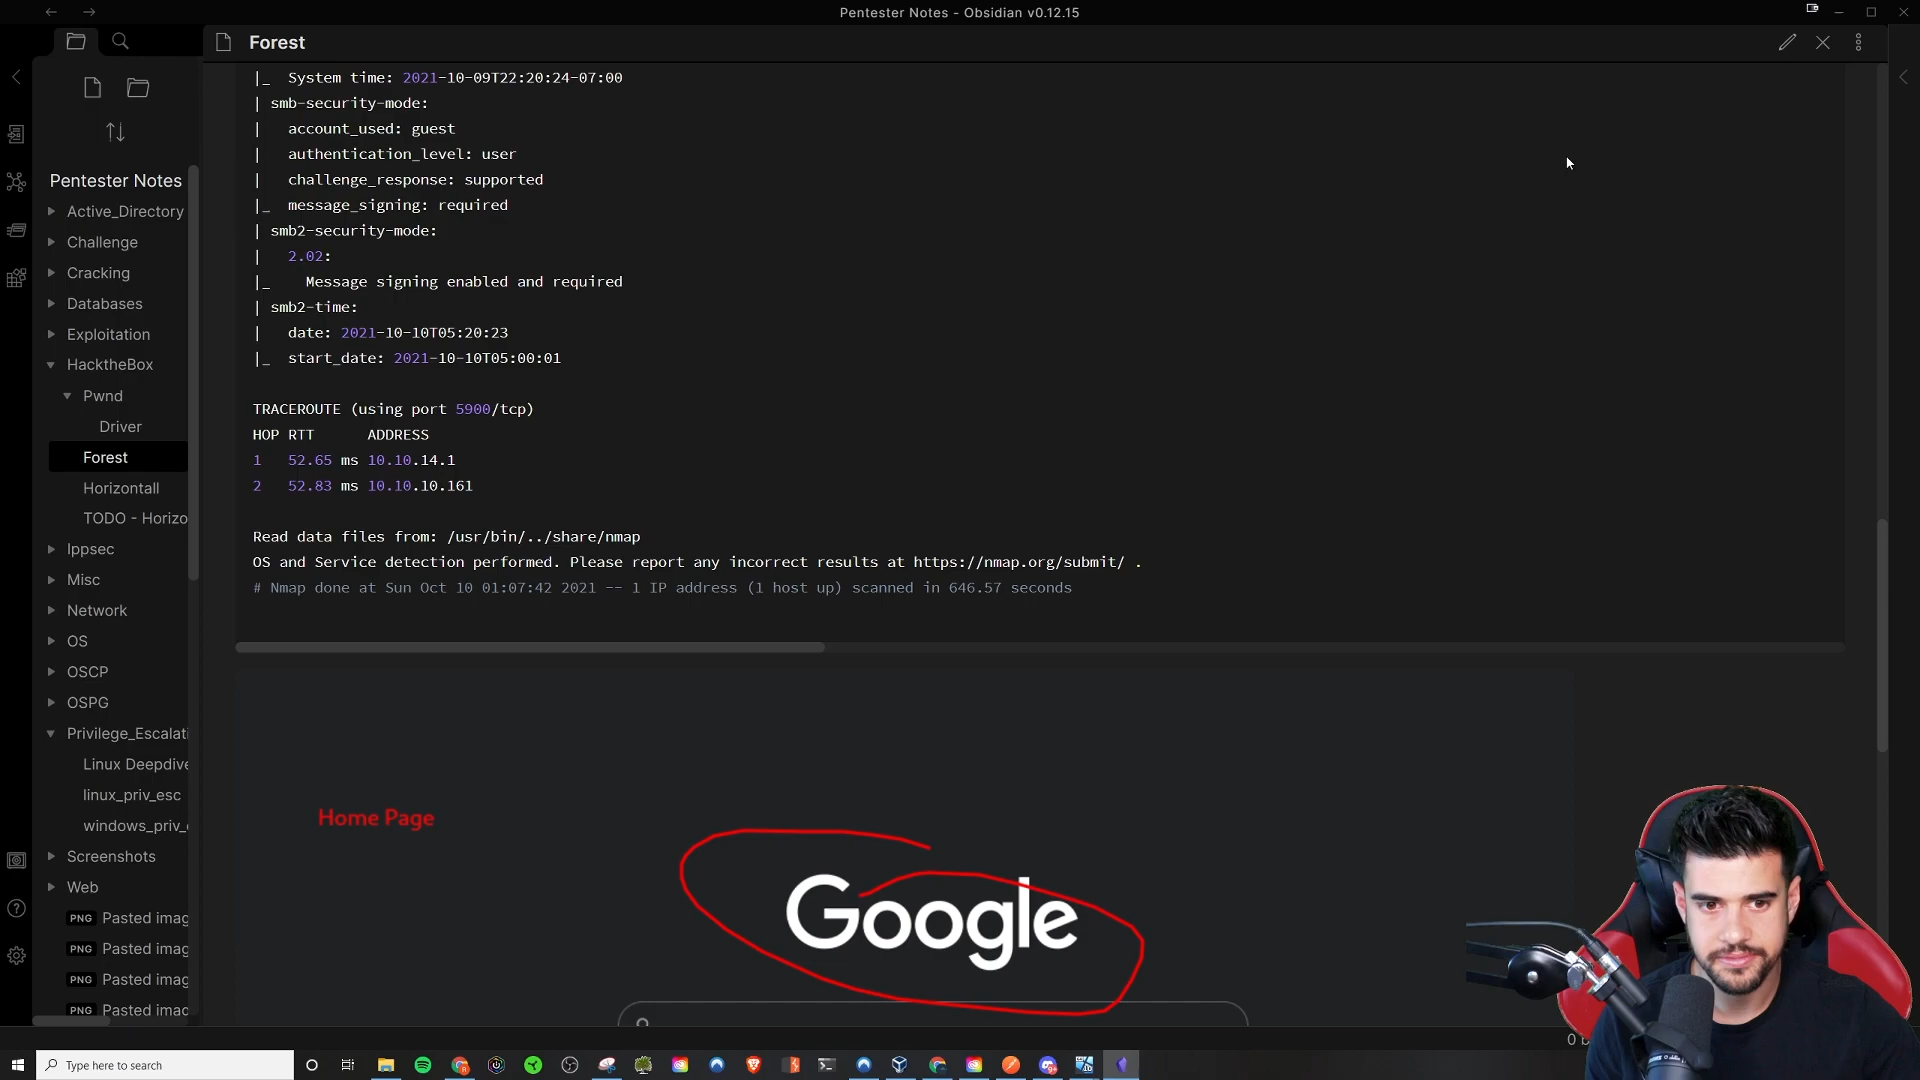 Pentester Notes - Obsidian v0.12.15
Forest
Pentester Notes
Active_Directory
Challenge
Cracking
Databases
Exploitation
HacktheBox
Pwnd
Driver
Forest
Horizontall
TODO - Horizo
Ippsec
Misc
Network
OS
OSCP
OSPG
Privilege_Escalati
Linux Deepdive
linux_priv_esc
windows_priv_
Screenshots
Web
PNG Pasted imag
PNG Pasted imag
PNG Pasted imag
PNG Pasted imag
|_  System time: 2021-10-09T22:20:24-07:00
| smb-security-mode:
|   account_used: guest
|   authentication_level: user
|   challenge_response: supported
|_  message_signing: required
| smb2-security-mode:
|   2.02:
|_    Message signing enabled and required
| smb2-time:
|   date: 2021-10-10T05:20:23
|_  start_date: 2021-10-10T05:00:01
TRACEROUTE (using port 5900/tcp)
HOP RTT      ADDRESS
1   52.65 ms 10.10.14.1
2   52.83 ms 10.10.10.161
Read data files from: /usr/bin/../share/nmap
OS and Service detection performed. Please report any incorrect results at https://nmap.org/submit/ .
# Nmap done at Sun Oct 10 01:07:42 2021 -- 1 IP address (1 host up) scanned in 646.57 seconds
Home Page
Google
Type here to search